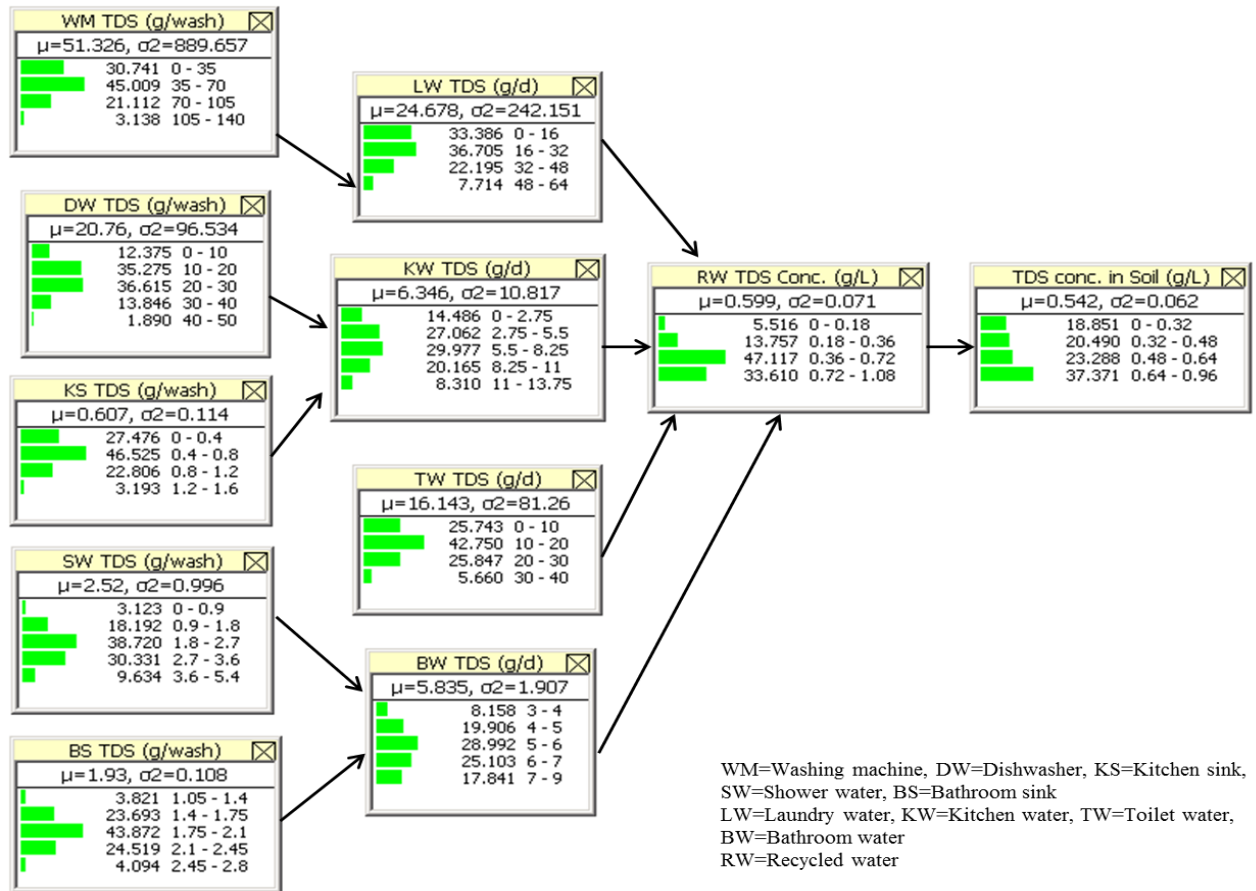 WM TDS (g/wash)
μ=51.326, σ2=889.657
30.741 0 - 35
45.009 35 - 70
21.112 70 - 105
3.138 105 - 140
DW TDS (g/wash)
μ=20.76, σ2=96.534
12.375 0 - 10
35.275 10 - 20
36.615 20 - 30
13.846 30 - 40
1.890 40 - 50
KS TDS (g/wash)
μ=0.607, σ2=0.114
27.476 0 - 0.4
46.525 0.4 - 0.8
22.806 0.8 - 1.2
3.193 1.2 - 1.6
SW TDS (g/wash)
μ=2.52, σ2=0.996
3.123 0 - 0.9
18.192 0.9 - 1.8
38.720 1.8 - 2.7
30.331 2.7 - 3.6
9.634 3.6 - 5.4
BS TDS (g/wash)
μ=1.93, σ2=0.108
3.821 1.05 - 1.4
23.693 1.4 - 1.75
43.872 1.75 - 2.1
24.519 2.1 - 2.45
4.094 2.45 - 2.8
LW TDS (g/d)
μ=24.678, σ2=242.151
33.386 0 - 16
36.705 16 - 32
22.195 32 - 48
7.714 48 - 64
KW TDS (g/d)
μ=6.346, σ2=10.817
14.486 0 - 2.75
27.062 2.75 - 5.5
29.977 5.5 - 8.25
20.165 8.25 - 11
8.310 11 - 13.75
TW TDS (g/d)
μ=16.143, σ2=81.26
25.743 0 - 10
42.750 10 - 20
25.847 20 - 30
5.660 30 - 40
BW TDS (g/d)
μ=5.835, σ2=1.907
8.158 3 - 4
19.906 4 - 5
28.992 5 - 6
25.103 6 - 7
17.841 7 - 9
RW TDS Conc. (g/L)
μ=0.599, σ2=0.071
5.516 0 - 0.18
13.757 0.18 - 0.36
47.117 0.36 - 0.72
33.610 0.72 - 1.08
TDS conc. in Soil (g/L)
μ=0.542, σ2=0.062
18.851 0 - 0.32
20.490 0.32 - 0.48
23.288 0.48 - 0.64
37.371 0.64 - 0.96
WM=Washing machine, DW=Dishwasher, KS=Kitchen sink,
SW=Shower water, BS=Bathroom sink
LW=Laundry water, KW=Kitchen water, TW=Toilet water,
BW=Bathroom water
RW=Recycled water